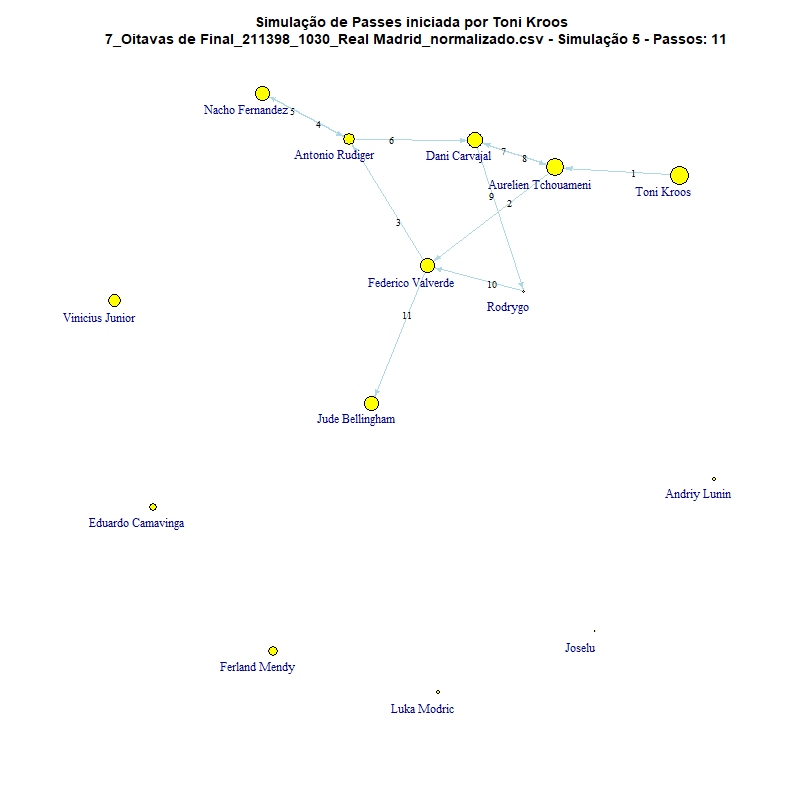 Simulação de Passes iniciada por Toni Kroos
7_Oitavas de Final_211398_1030_Real Madrid_normalizado.csv - Simulação 5 - Passos: 11
Nacho Fernandez
5
4
Antonio Rudiger
6
Dani Carvajal
7
8
Aurelien Tchouameni
1
Toni Kroos
9
2
3
Federico Valverde
10
Rodrygo
Vinicius Junior
11
Jude Bellingham
Andriy Lunin
Eduardo Camavinga
Joselu
Ferland Mendy
Luka Modric